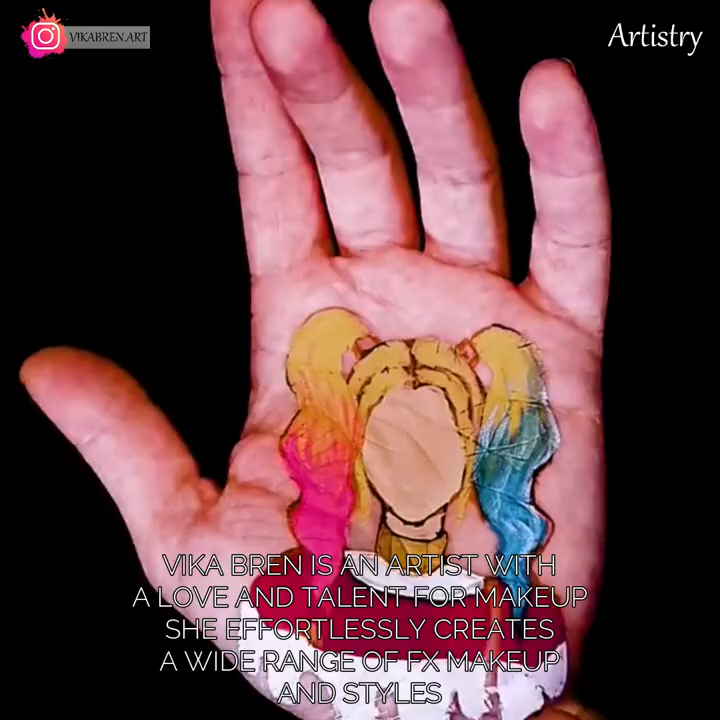 VIKABREN.ART
Artistry
VIKA BREN IS AN ARTIST WITH
A LOVE AND TALENT FOR MAKEUP
SHE EFFORTLESSLY CREATES
A WIDE RANGE OF FX MAKEUP
AND STYLES